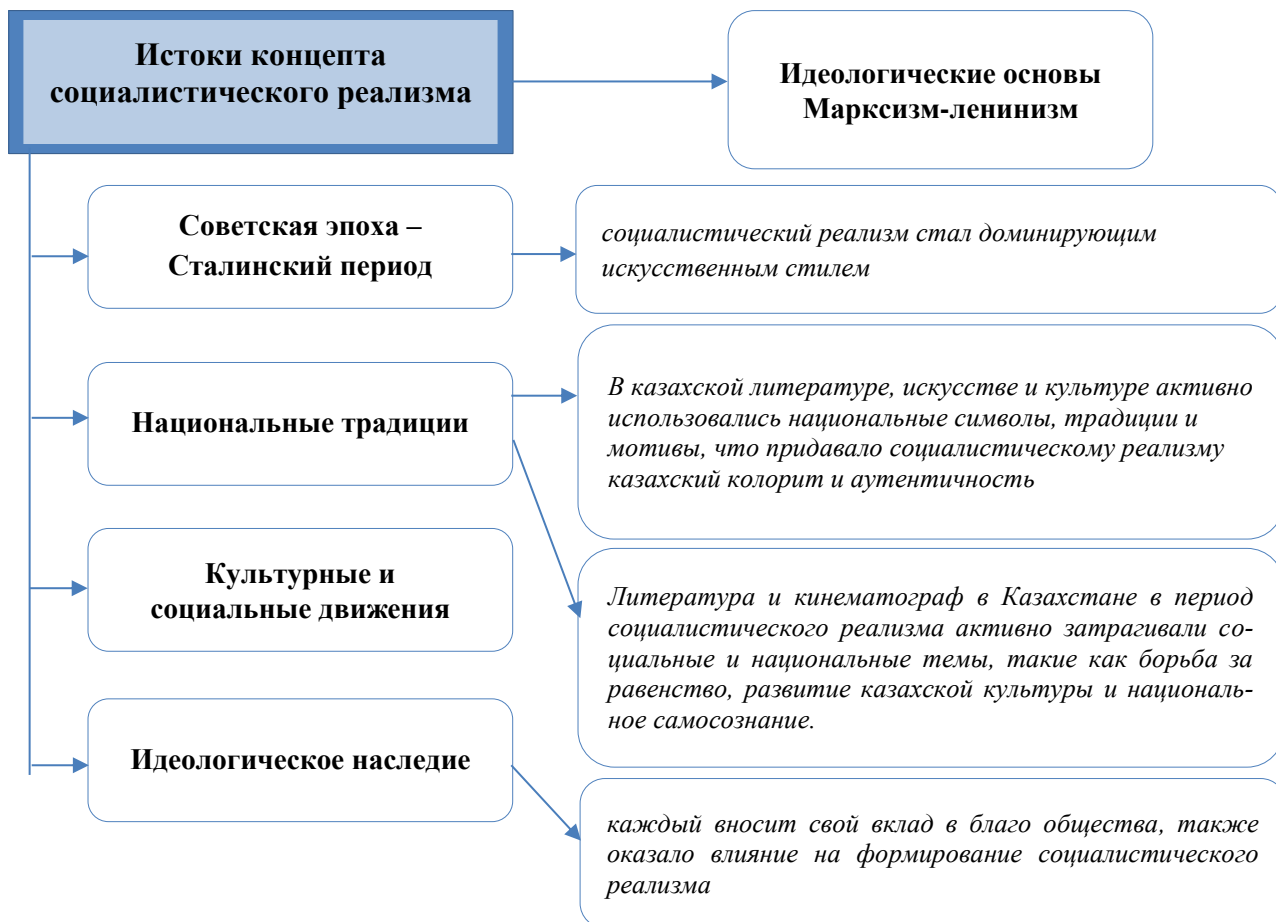 Истоки концепта
социалистического реализма
Идеологические основы
Марксизм-ленинизм
Советская эпоха –
Сталинский период
социалистический реализм стал доминирующим
искусственным стилем
Национальные традиции
В казахской литературе, искусстве и культуре активно
использовались национальные символы, традиции и
мотивы, что придавало социалистическому реализму
казахский колорит и аутентичность
Культурные и
социальные движения
Литература и кинематограф в Казахстане в период
социалистического реализма активно затрагивали со-
циальные и национальные темы, такие как борьба за
равенство, развитие казахской культуры и националь-
ное самосознание.
Идеологическое наследие
каждый вносит свой вклад в благо общества, также
оказало влияние на формирование социалистического
реализма